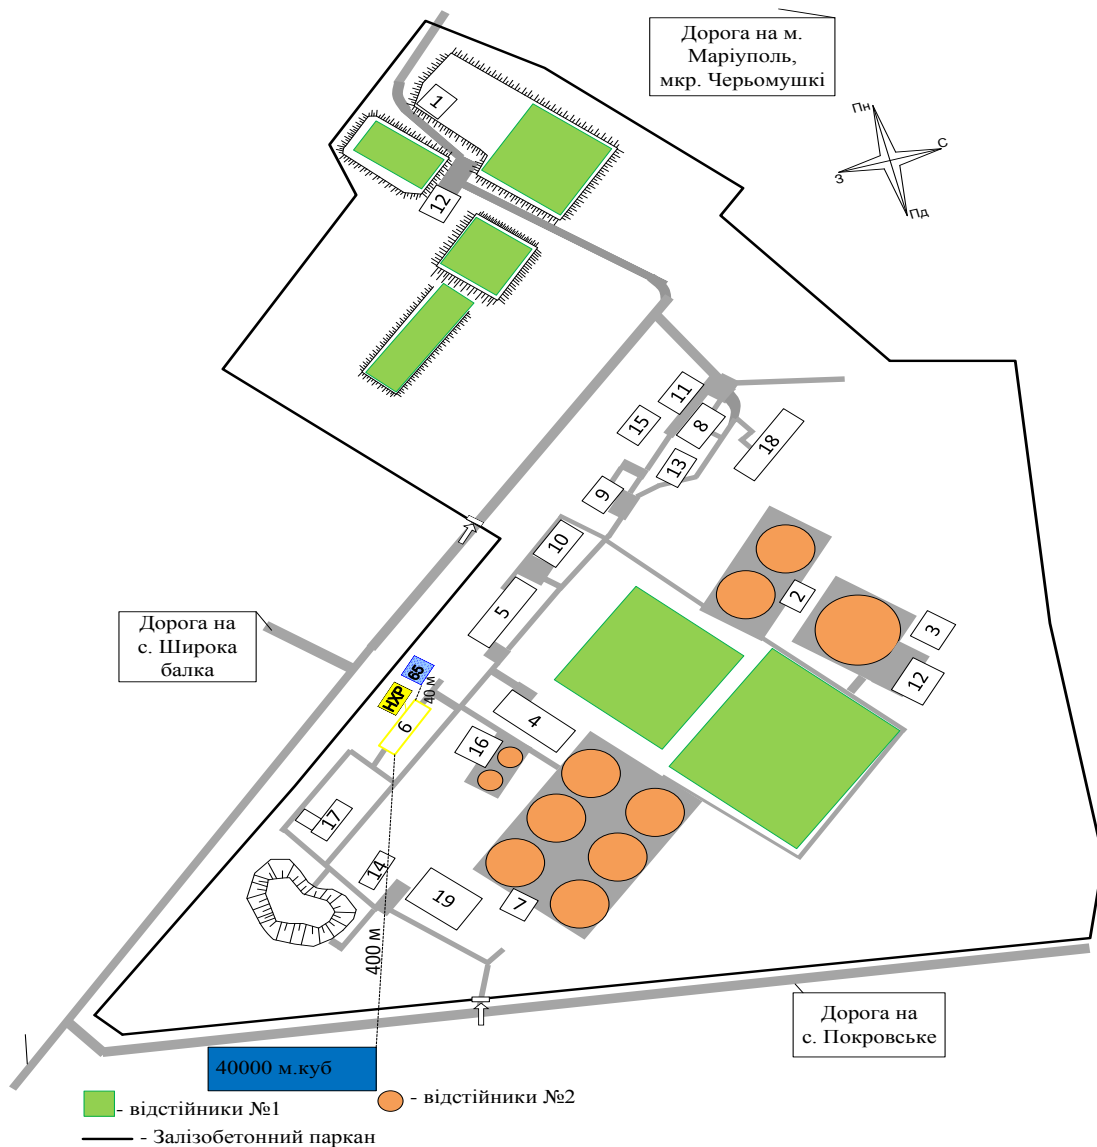 Дорога на м.
Маріуполь,
мкр. Черьомушкі
Пн
С
З
Пд
1
12
11
8
15
18
13
9
10
5
2
3
12
Дорога на
с. Широка
балка
65
НХР
40 м
6
4
16
17
14
19
7
400 м
Дорога на
с. Покровське
40000 м.куб
- відстійники №1
- відстійники №2
- Залізобетонний паркан